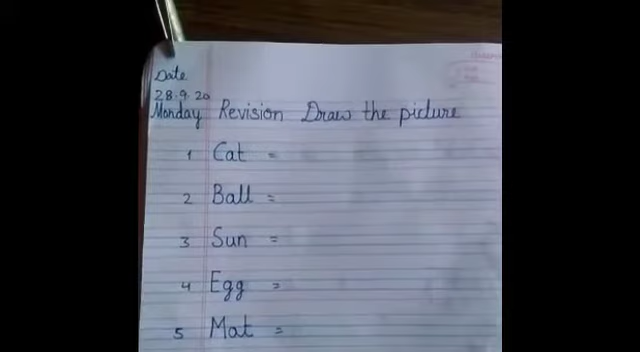 Date
28.9.20
Monday Revision Draw the picture
1 Cat =
2 Ball =
3 Sun =
4 Egg =
5 Mat =